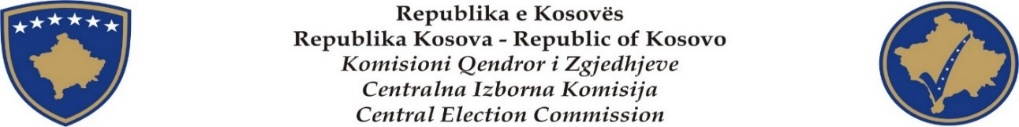 Republika e Kosovës
Republika Kosova - Republic of Kosovo
Komisioni Qendror i Zgjedhjeve
Centralna Izborna Komisija
Central Election Commission